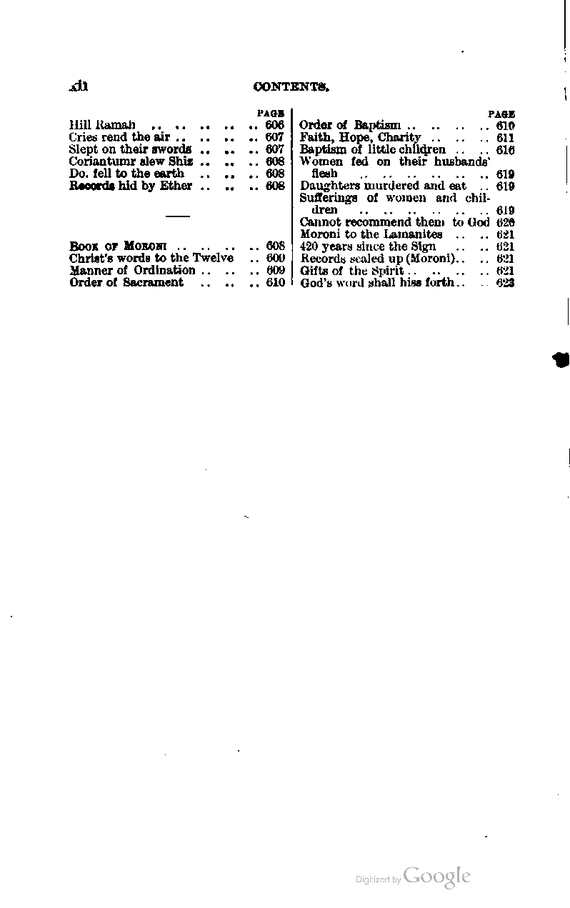 xii CONTENTS.
PAGE
Hill Ramah .. .. .. .. .. 606
Cries rend the air .. .. .. .. 607
Slept on their swords .. .. .. 607
Coriantumr slew Shiz .. .. .. 608
Do. fell to the earth .. .. .. 608
Records hid by Ether .. .. .. 608
BOOK OF MORONI .. .. .. .. 608
Christ's words to the Twelve .. 609
Manner of Ordination .. .. .. 609
Order of Sacrament .. .. .. 610
PAGE
Order of Baptism .. .. .. .. 610
Faith, Hope, Charity .. .. .. 611
Baptism of little children .. .. 616
Women fed on their husbands'
flesh .. .. .. .. .. .. 619
Daughters murdered and eat .. 619
Sufferings of women and chil-
dren .. .. .. .. .. .. 619
Cannot recommend them to God 620
Moroni to the Lamanites .. .. 621
420 years since the Sign .. .. 621
Records sealed up (Moroni).. .. 621
Gifts of the Spirit .. .. .. .. 621
God's word shall hiss forth.. .. 623
Digitized by Google